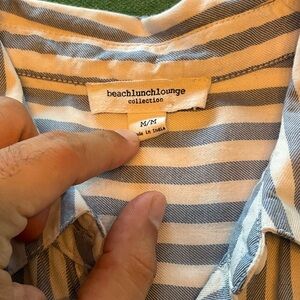 beachlunchlounge
collection
M/M
made in India